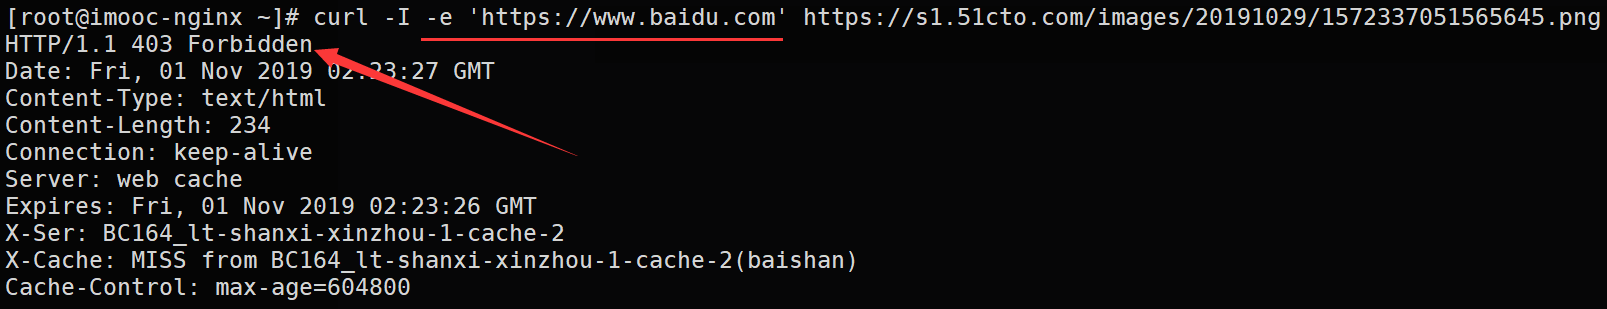 [root@imooc-nginx ~]# curl -I -e 'https://www.baidu.com' https://s1.51cto.com/images/20191029/1572337051565645.png
HTTP/1.1 403 Forbidden
Date: Fri, 01 Nov 2019 02:23:27 GMT
Content-Type: text/html
Content-Length: 234
Connection: keep-alive
Server: web cache
Expires: Fri, 01 Nov 2019 02:23:26 GMT
X-Ser: BC164_lt-shanxi-xinzhou-1-cache-2
X-Cache: MISS from BC164_lt-shanxi-xinzhou-1-cache-2(baishan)
Cache-Control: max-age=604800